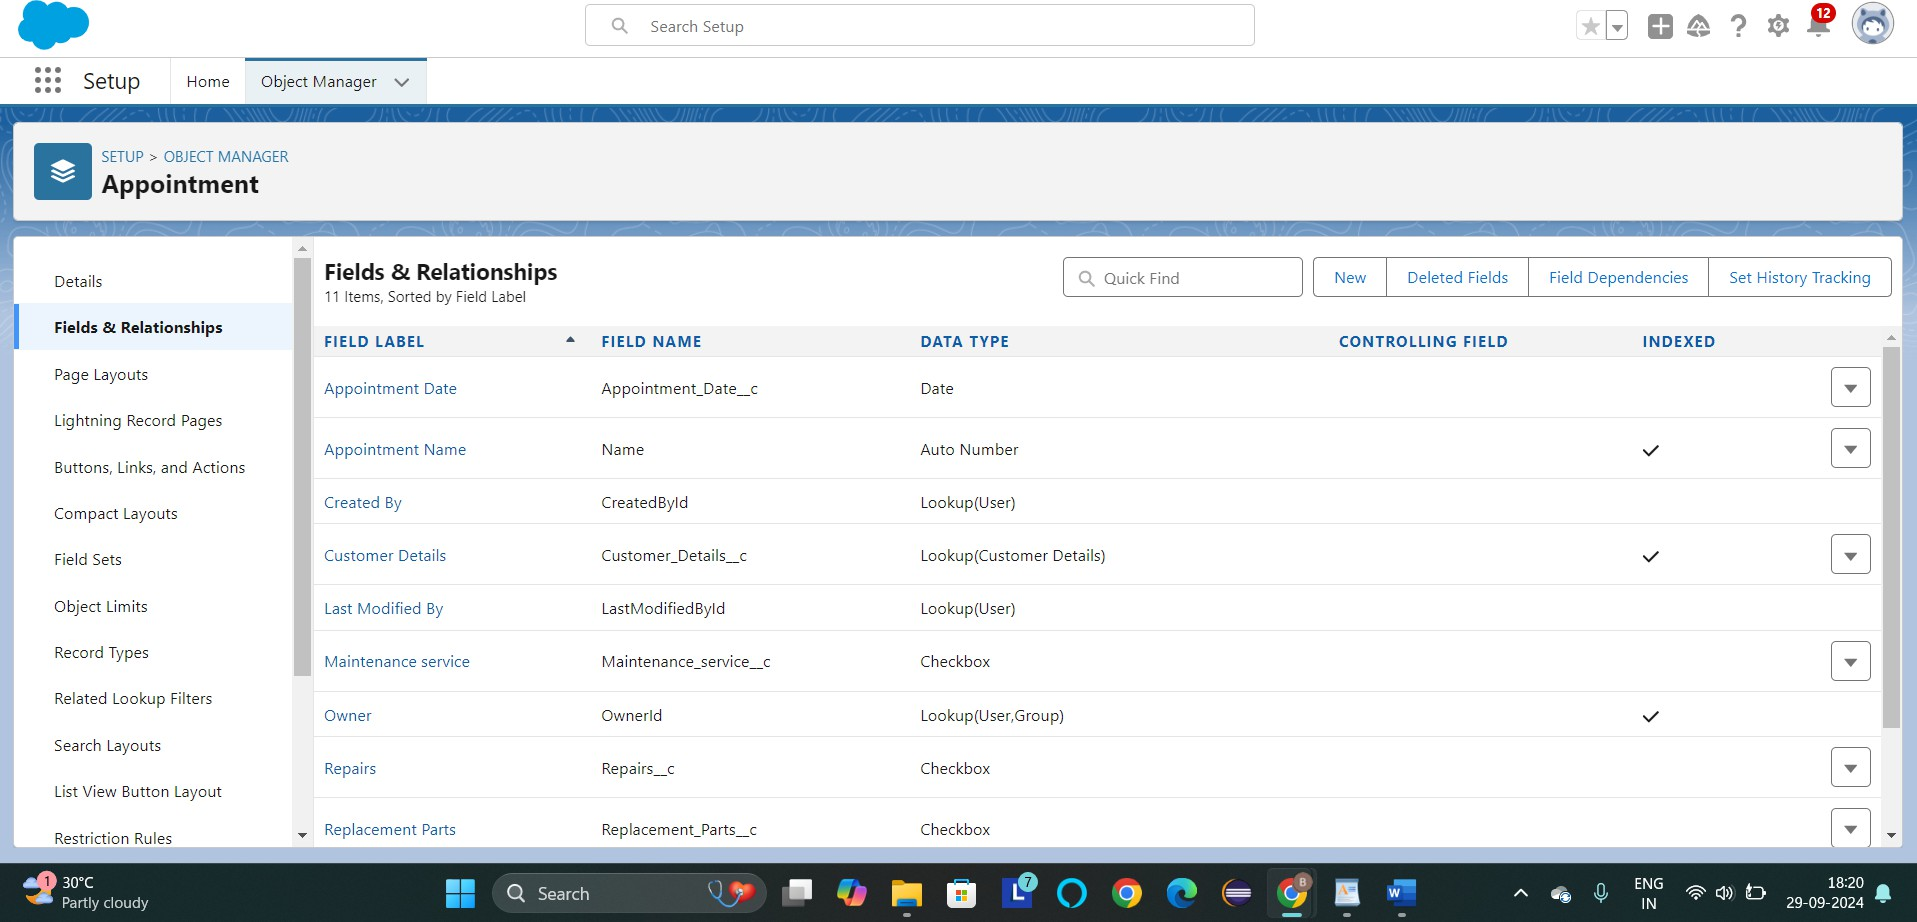 Search Setup
12
Setup
Home
Object Manager
SETUP > OBJECT MANAGER
Appointment
Details
Fields & Relationships
Page Layouts
Lightning Record Pages
Buttons, Links, and Actions
Compact Layouts
Field Sets
Object Limits
Record Types
Related Lookup Filters
Search Layouts
List View Button Layout
Restriction Rules
Fields & Relationships
11 Items, Sorted by Field Label
Quick Find
New
Deleted Fields
Field Dependencies
Set History Tracking
FIELD LABEL FIELD NAME DATA TYPE CONTROLLING FIELD INDEXED
Appointment Date Appointment_Date__c Date
Appointment Name Name Auto Number
Created By CreatedById Lookup(User)
Customer Details Customer_Details__c Lookup(Customer Details)
Last Modified By LastModifiedById Lookup(User)
Maintenance service Maintenance_service__c Checkbox
Owner OwnerId Lookup(User,Group)
Repairs Repairs__c Checkbox
Replacement Parts Replacement_Parts__c Checkbox
1
30°C
Partly cloudy
Search
L
7
B
W
ENG
IN
18:20
29-09-2024